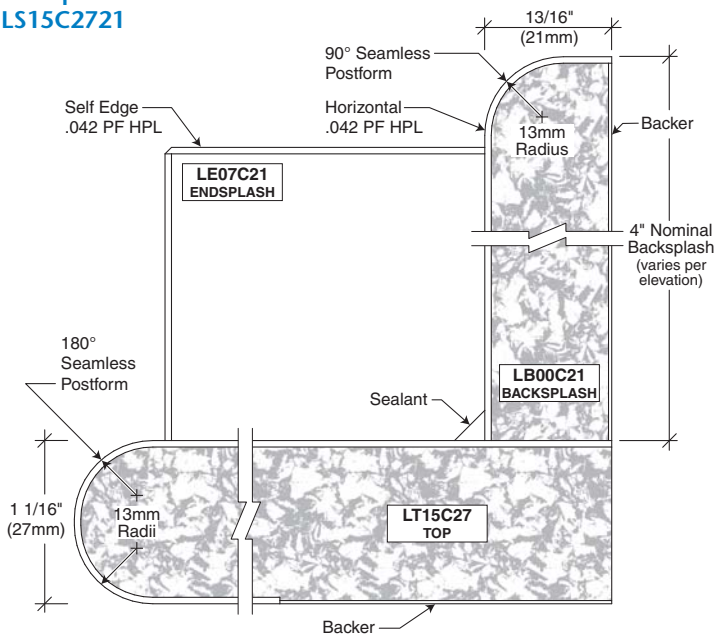 LS15C2721
13/16"
(21mm)
90° Seamless
Postform
Self Edge
.042 PF HPL
Horizontal
.042 PF HPL
13mm
Radius
Backer
LE07C21
ENDSPLASH
4" Nominal
Backsplash
(varies per
elevation)
180°
Seamless
Postform
LB00C21
BACKSPLASH
Sealant
1 1/16"
(27mm)
13mm
Radii
LT15C27
TOP
Backer